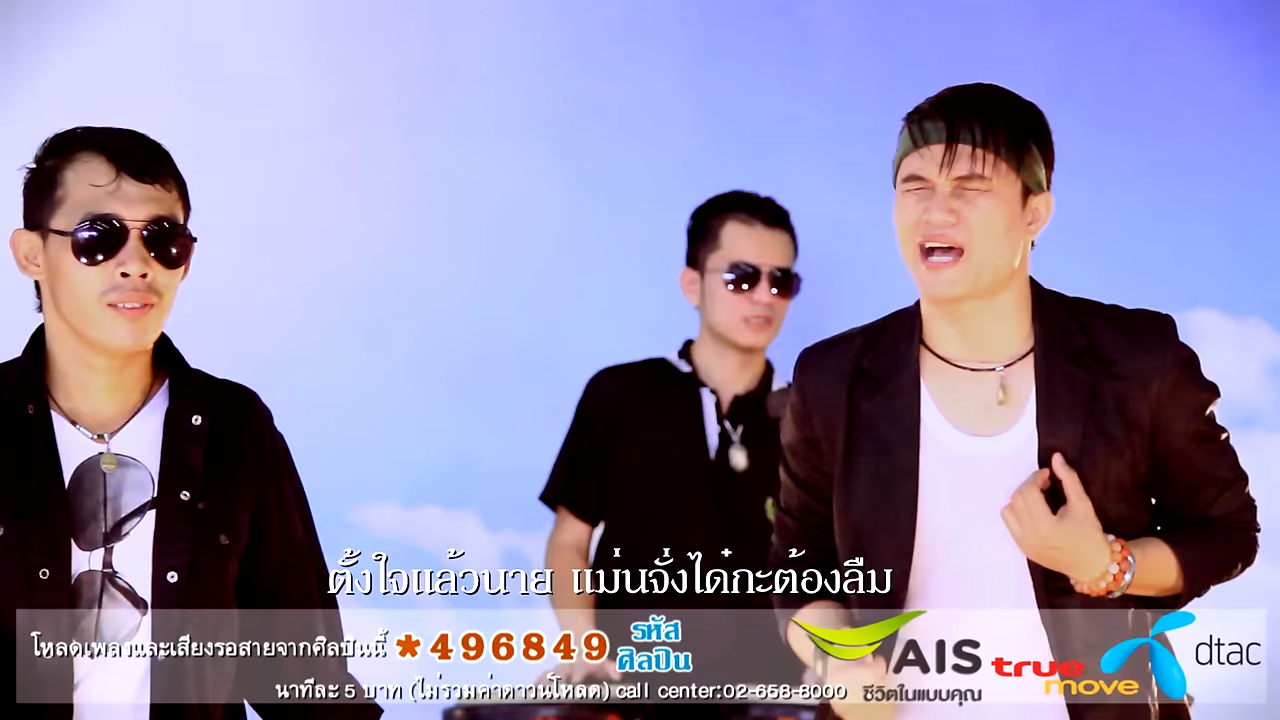 ตั้งใจแล้วนาย แม่นจั่งได๋กะต้องลืม
โหลดเพลงและเสียงรอสายจากศิลปินนี้ *496849 รหัสศิลปิน
นาทีละ 5 บาท (ไม่รวมค่าดาวน์โหลด) call center:02-658-8000
AIS
ชีวิตในแบบคุณ
true move
dtac